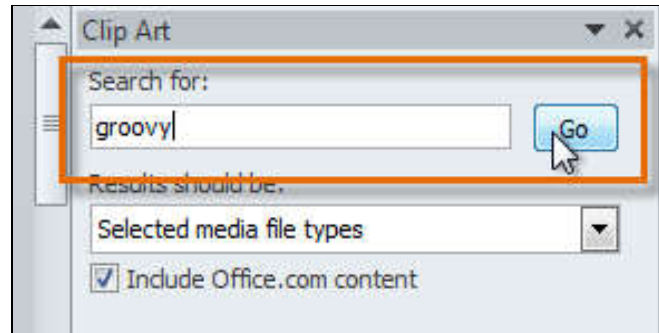 Clip Art
Search for:
groovy
Go
Results should be:
Selected media file types
Include Office.com content